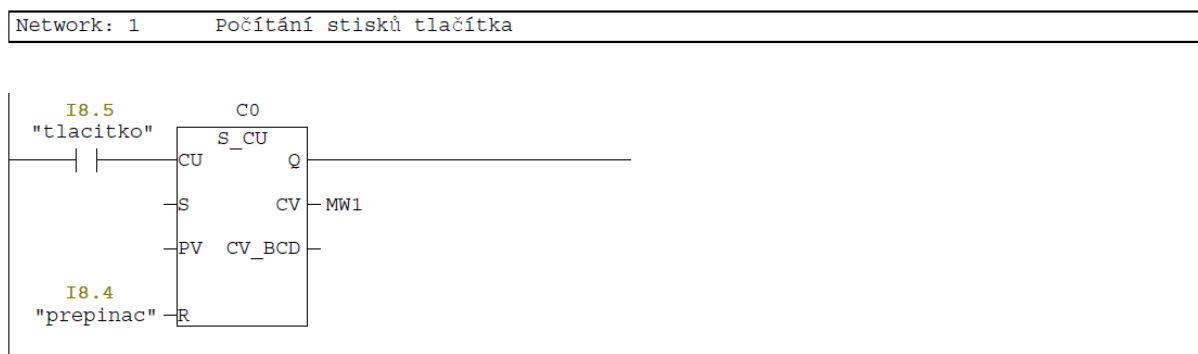 Network: 1 Počítání stisků tlačítka
I8.5 C0
"tlacitko" S_CU
CU Q
S CV MW1
PV CV_BCD
I8.4
"prepinac" R